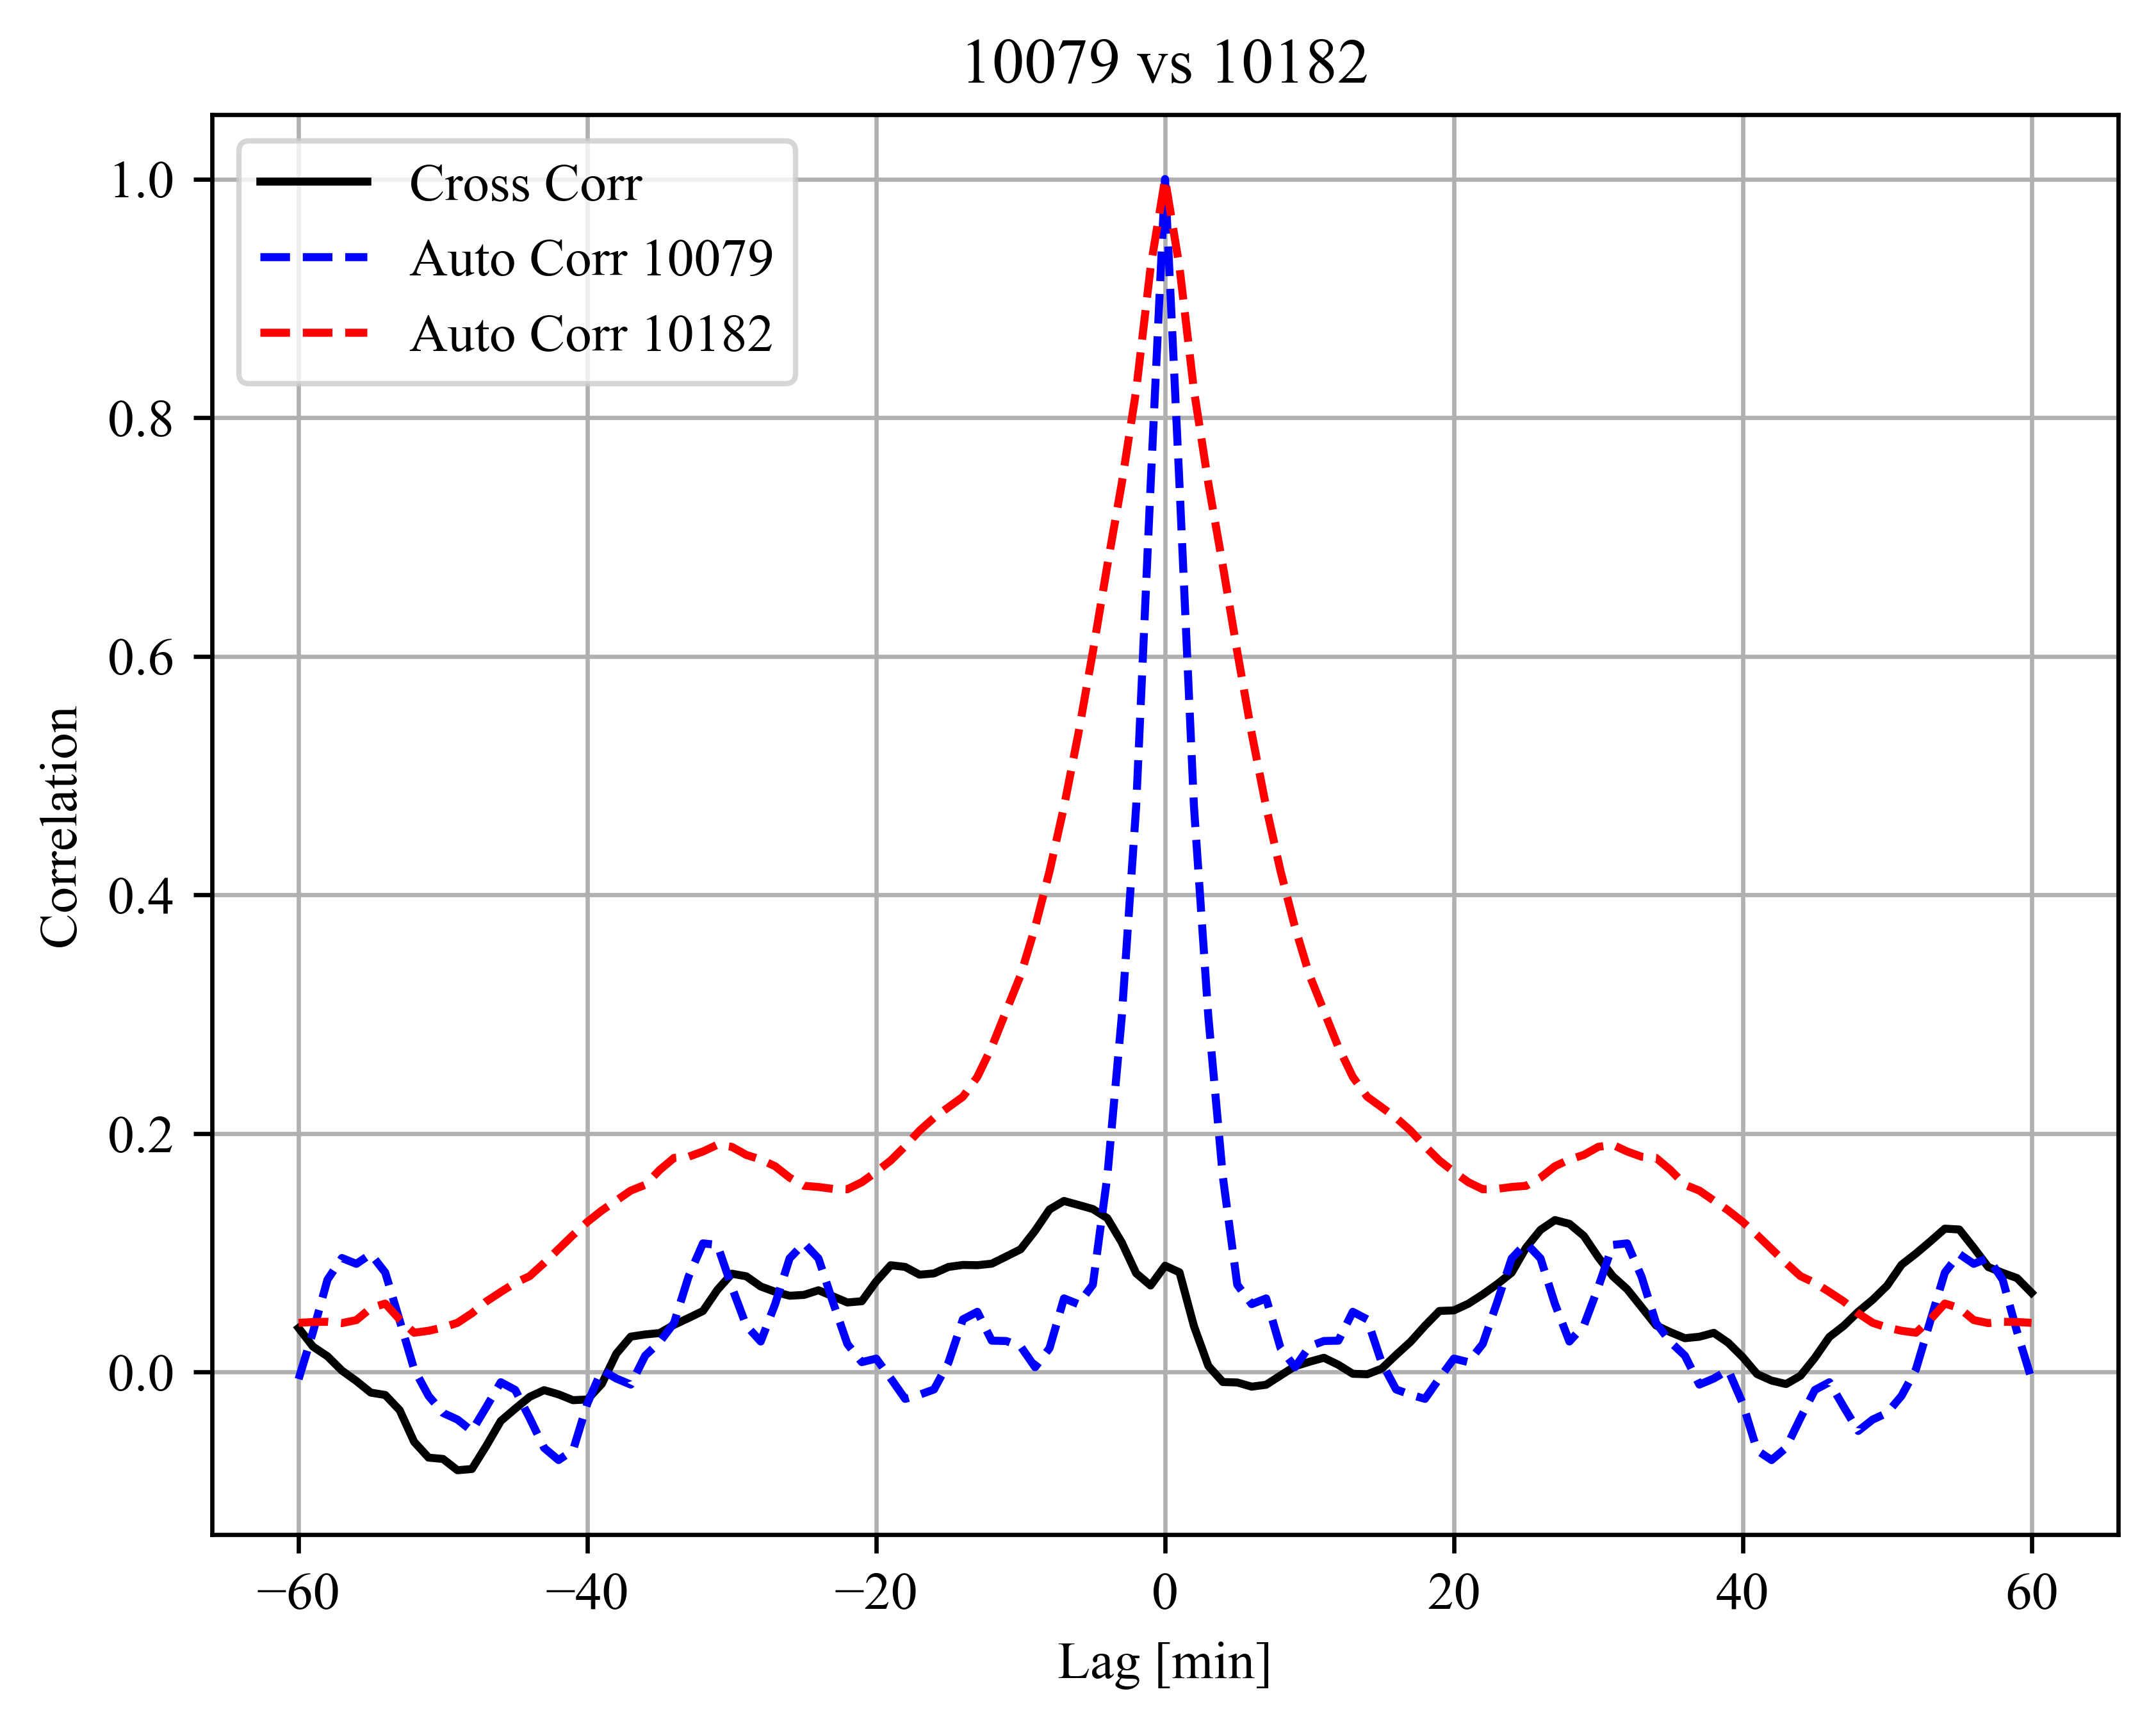 10079 vs 10182
Cross Corr
Auto Corr 10079
Auto Corr 10182
1.0
0.8
0.6
0.4
0.2
0.0
Correlation
−60
−40
−20
0
20
40
60
Lag [min]